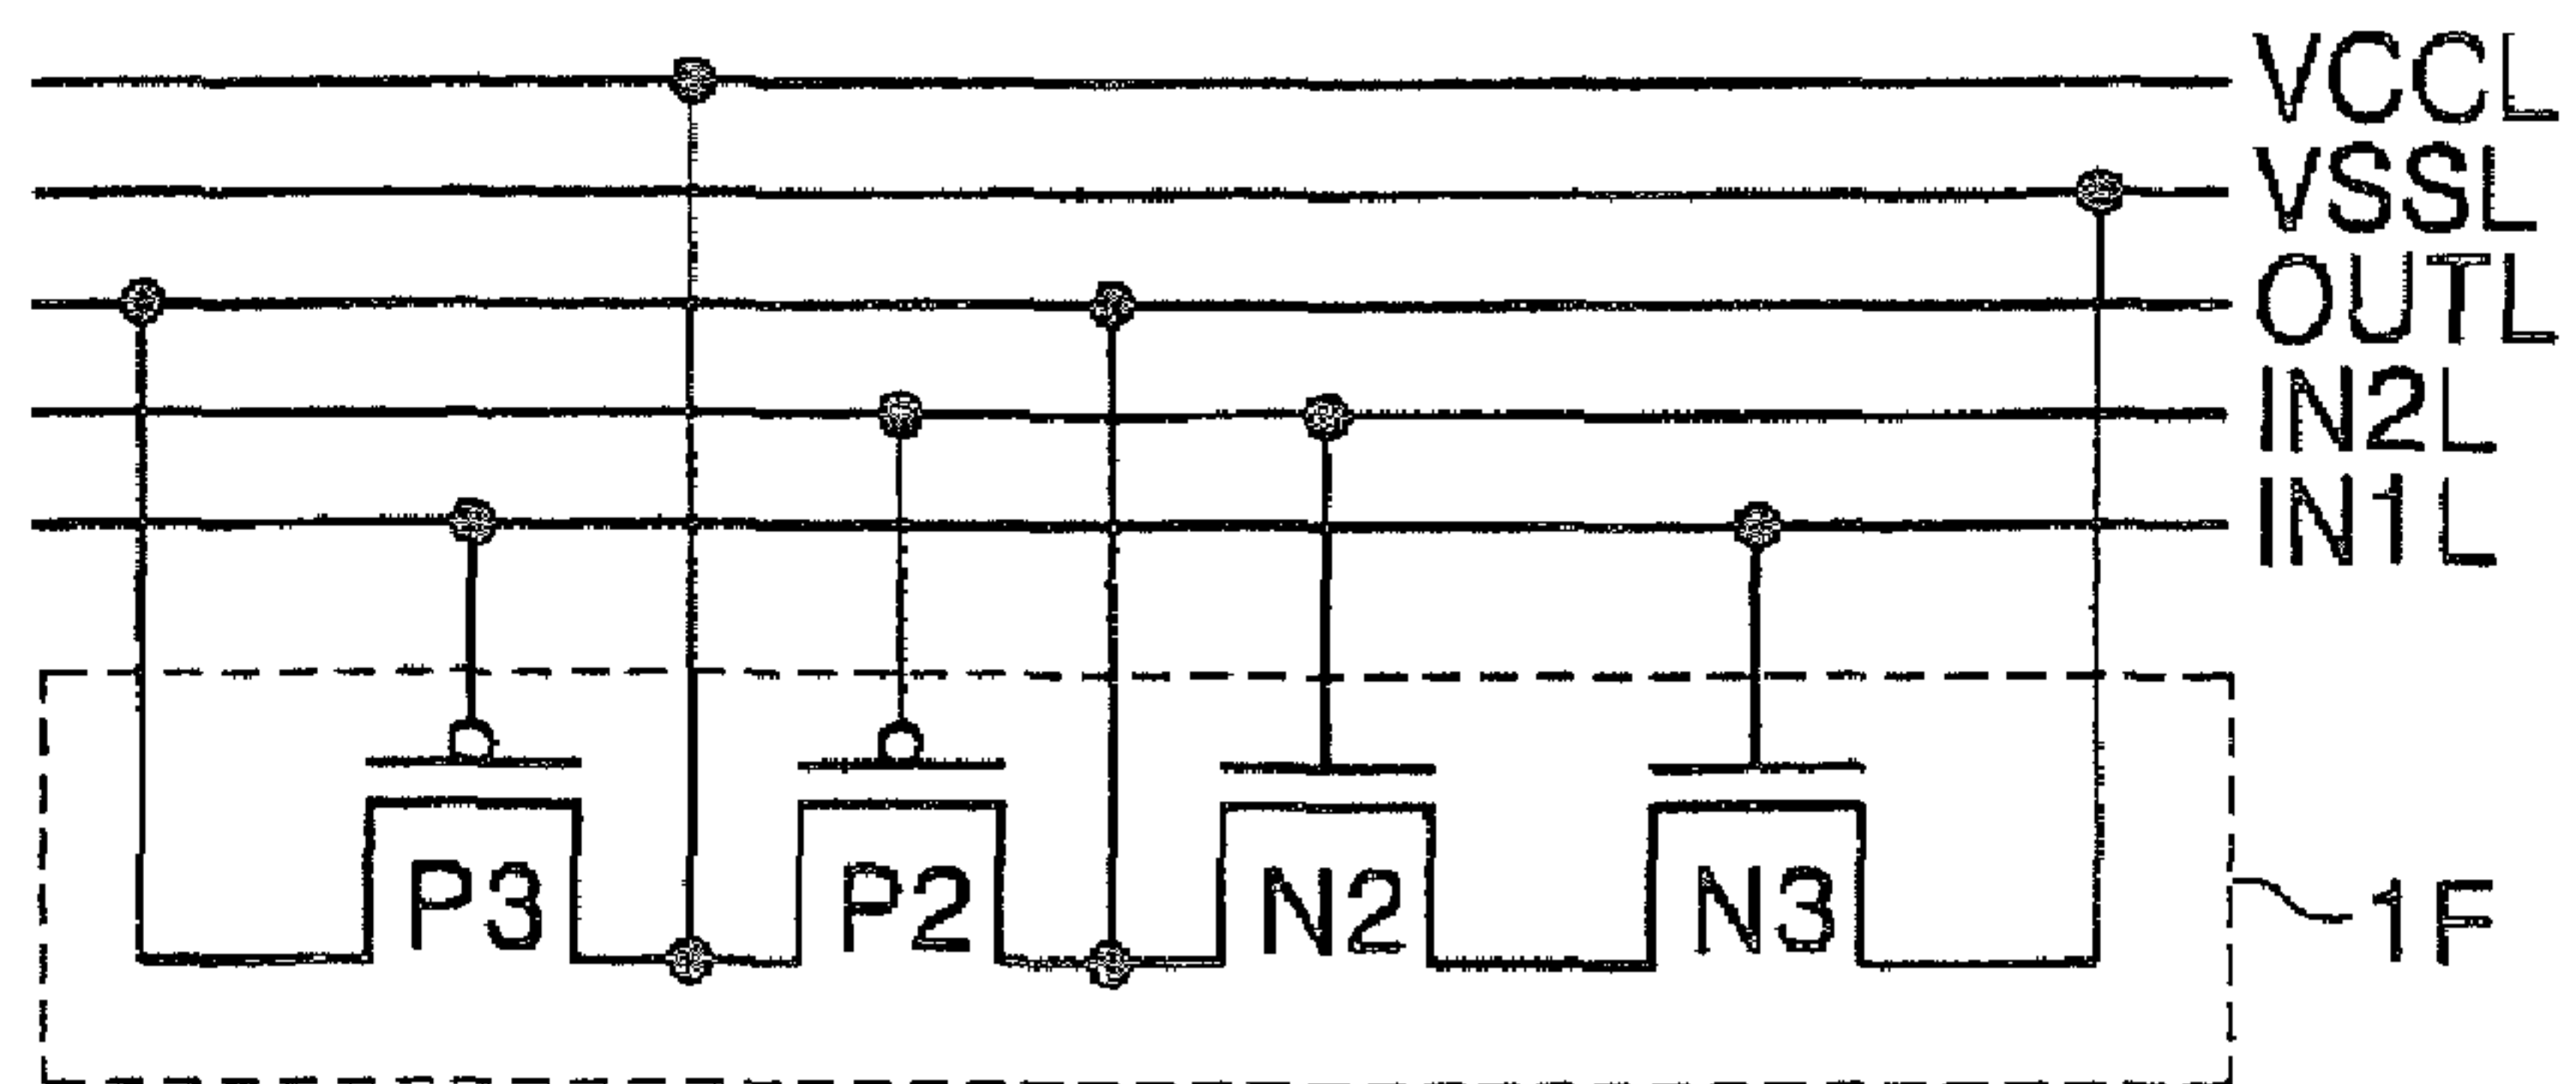 VCCL
VSSL
OUTL
IN2L
IN1L
P3 P2 N2 N3
1F